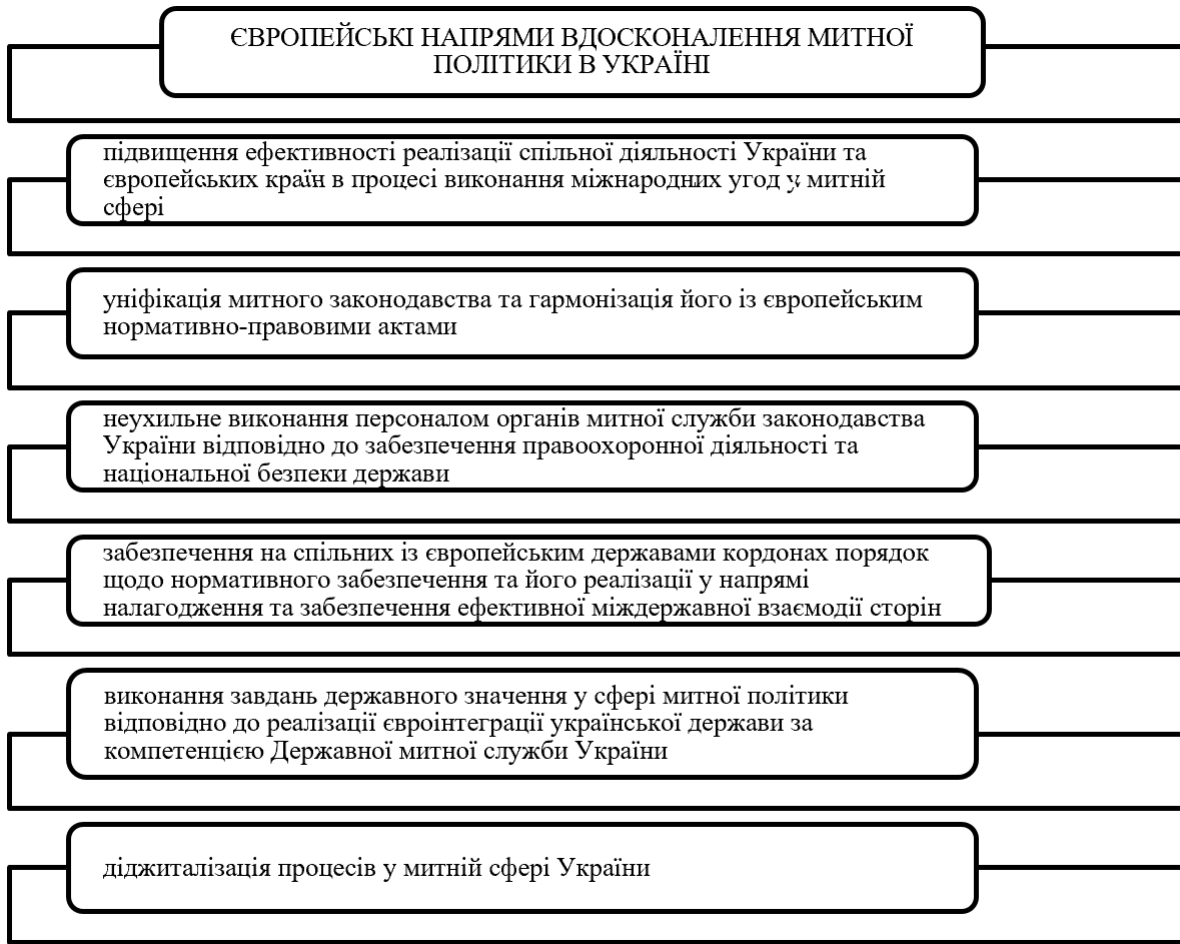 ЄВРОПЕЙСЬКІ НАПРЯМИ ВДОСКОНАЛЕННЯ МИТНОЇ
ПОЛІТИКИ В УКРАЇНІ
підвищення ефективності реалізації спільної діяльності України та
європейських країн в процесі виконання міжнародних угод у митній
сфері
уніфікація митного законодавства та гармонізація його із європейським
нормативно-правовими актами
неухильне виконання персоналом органів митної служби законодавства
України відповідно до забезпечення правоохоронної діяльності та
національної безпеки держави
забезпечення на спільних із європейським державами кордонах порядок
щодо нормативного забезпечення та його реалізації у напрямі
налагодження та забезпечення ефективної міждержавної взаємодії сторін
виконання завдань державного значення у сфері митної політики
відповідно до реалізації євроінтеграції української держави за
компетенцією Державної митної служби України
діджиталізація процесів у митній сфері України